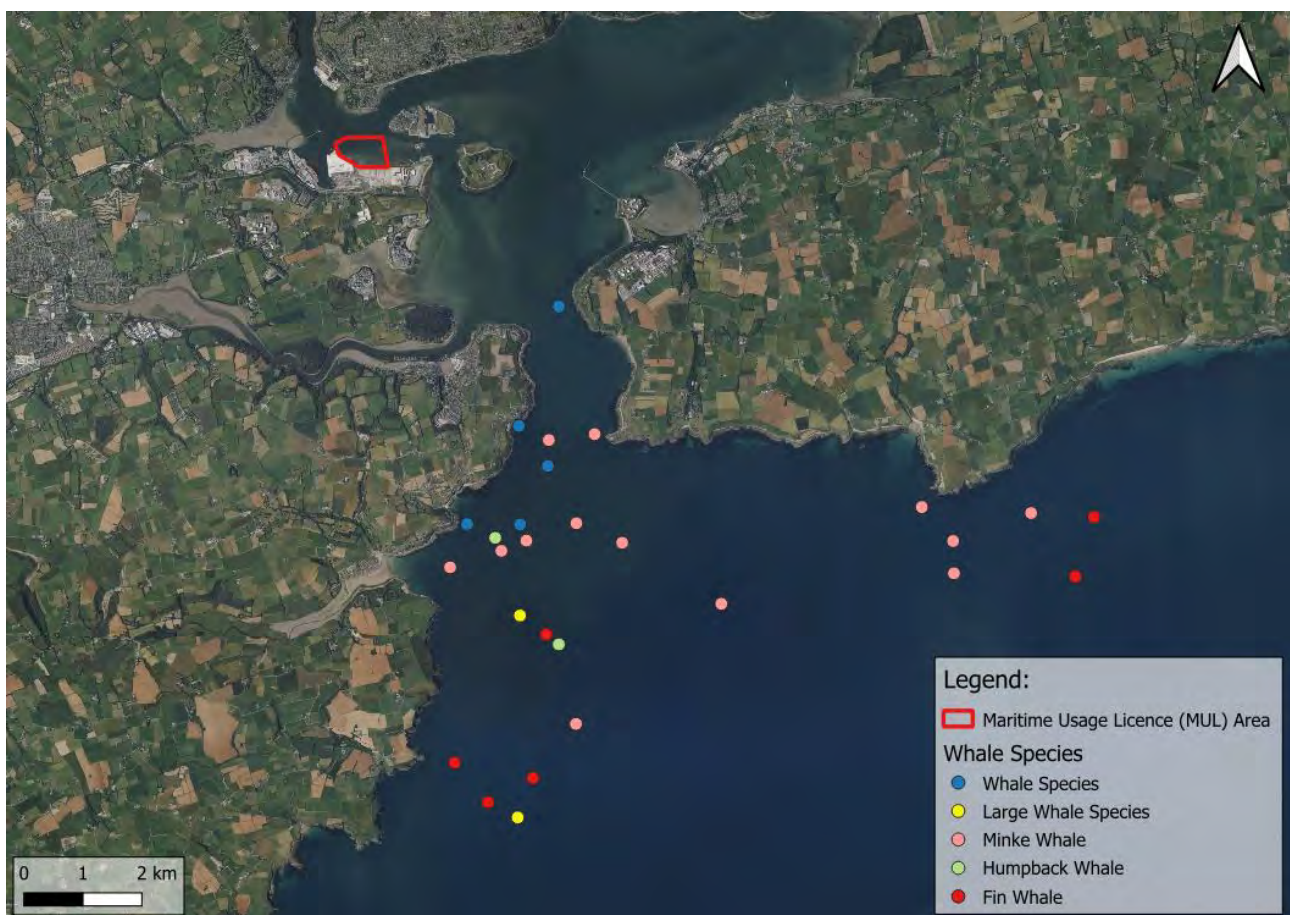 Legend:
Maritime Usage Licence (MUL) Area
Whale Species
Whale Species
Large Whale Species
Minke Whale
Humpback Whale
Fin Whale
0 1 2 km